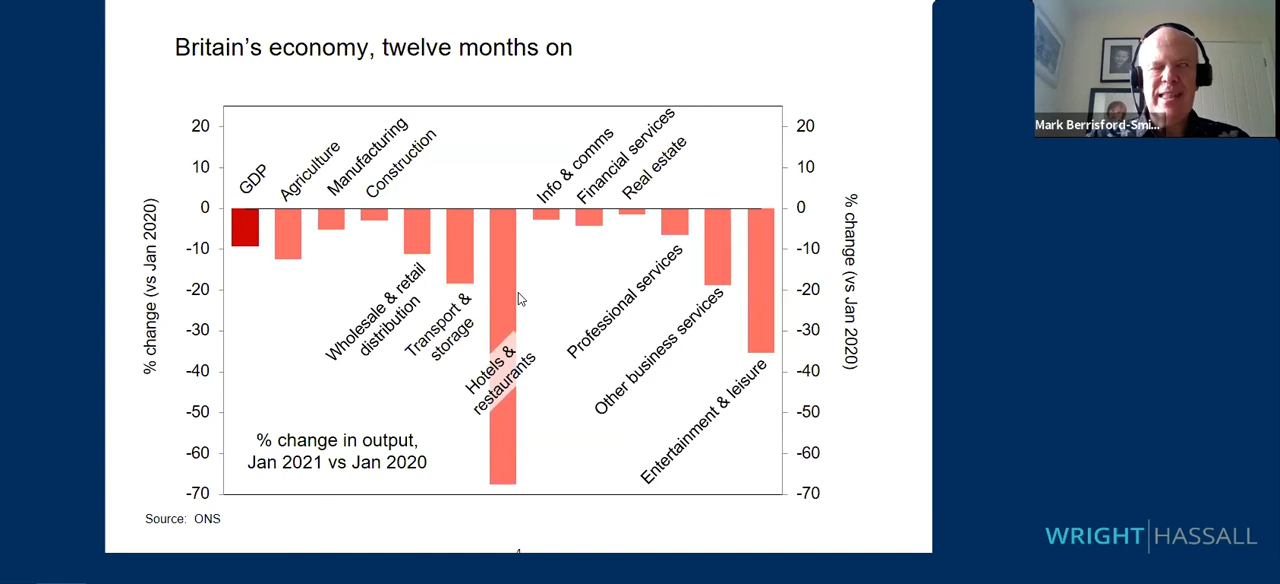 Britain's economy, twelve months on
Mark Berrisford-Smi...
20
10
0
-10
-20
-30
-40
-50
-60
-70
% change (vs Jan 2020)
GDP
Agriculture
Manufacturing
Construction
Wholesale & retail
distribution
Transport &
storage
Hotels &
restaurants
Info & comms
Financial services
Real estate
Professional services
Other business services
Entertainment & leisure
20
10
0
-10
-20
-30
-40
-50
-60
-70
% change (vs Jan 2020)
% change in output,
Jan 2021 vs Jan 2020
Source: ONS
WRIGHT HASSALL